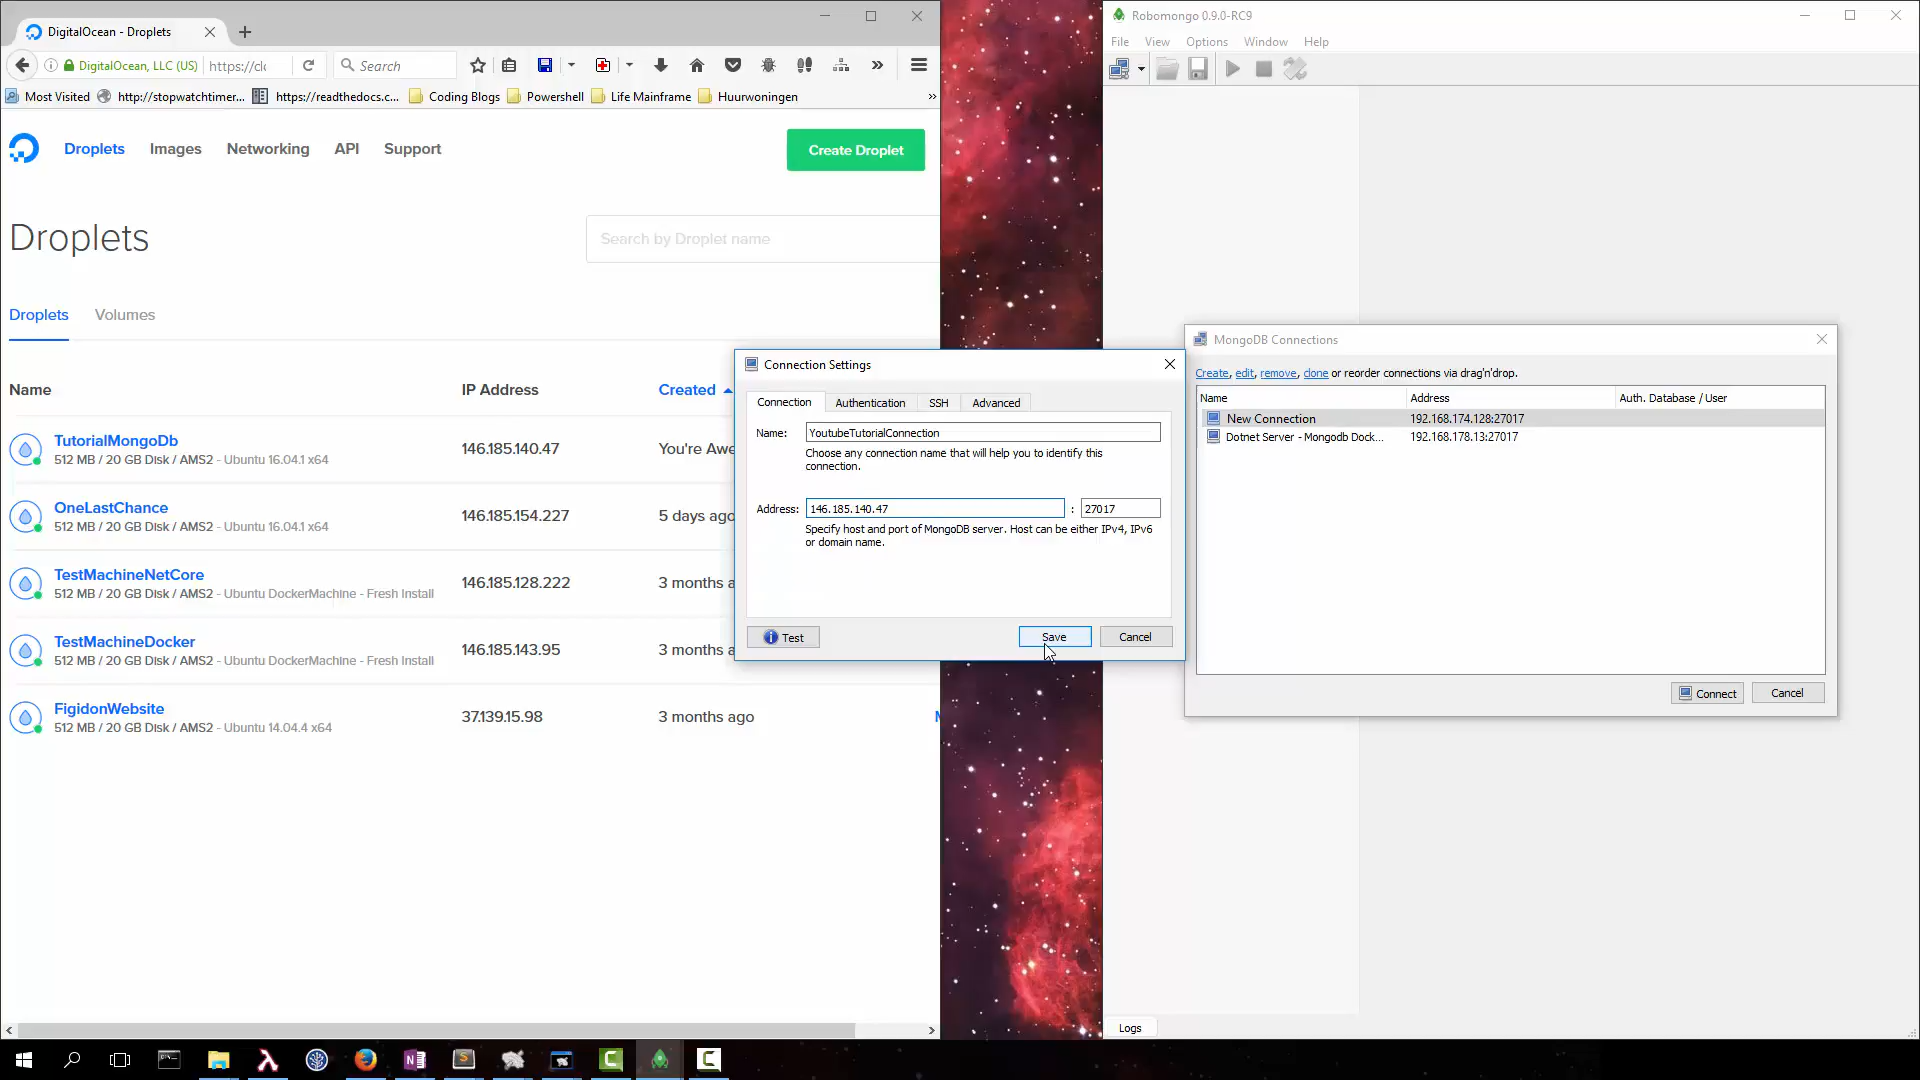 DigitalOcean - Droplets
DigitalOcean, LLC (US)
https://clc
Search
Most Visited
http://stopwatchtimer...
https://readthedocs.c...
Coding Blogs
Powershell
Life Mainframe
Huurwoningen
Droplets
Images
Networking
API
Support
Create Droplet
Droplets
Search by Droplet name
Droplets
Volumes
Name
IP Address
Created
TutorialMongoDb
512 MB / 20 GB Disk / AMS2 - Ubuntu 16.04.1 x64
146.185.140.47
You're Awe
OneLastChance
512 MB / 20 GB Disk / AMS2 - Ubuntu 16.04.1 x64
146.185.154.227
5 days ago
TestMachineNetCore
512 MB / 20 GB Disk / AMS2 - Ubuntu DockerMachine - Fresh Install
146.185.128.222
3 months a
TestMachineDocker
512 MB / 20 GB Disk / AMS2 - Ubuntu DockerMachine - Fresh Install
146.185.143.95
3 months a
FigidonWebsite
512 MB / 20 GB Disk / AMS2 - Ubuntu 14.04.4 x64
37.139.15.98
3 months ago
Connection Settings
Connection
Authentication
SSH
Advanced
Name:
YoutubeTutorialConnection
Choose any connection name that will help you to identify this
connection.
Address:
146.185.140.47
:
27017
Specify host and port of MongoDB server. Host can be either IPv4, IPv6
or domain name.
Test
Save
Cancel
Robomongo 0.9.0-RC9
File
View
Options
Window
Help
MongoDB Connections
Create, edit, remove, clone or reorder connections via drag'n'drop.
Name
Address
Auth. Database / User
New Connection
192.168.174.128:27017
Dotnet Server - Mongodb Dock...
192.168.178.13:27017
Connect
Cancel
Logs